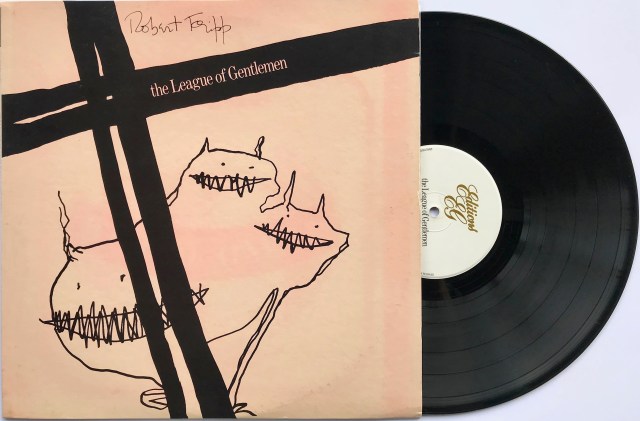 Robert Fripp
the League of Gentlemen
Editions
EG
the League of Gentlemen